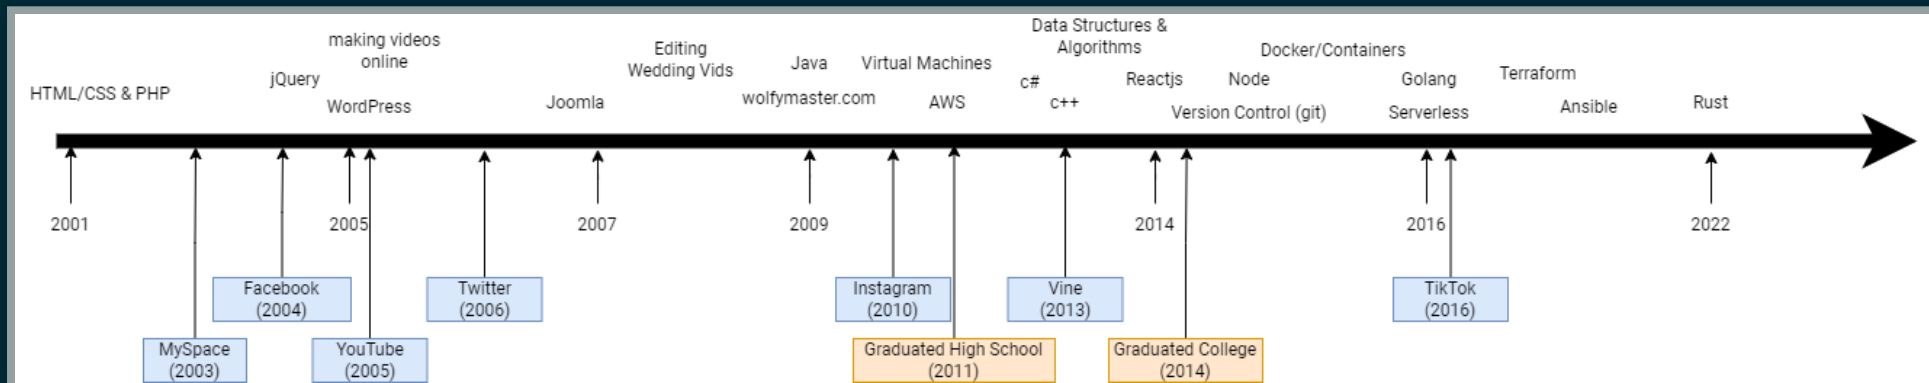 HTML/CSS & PHP
jQuery
making videos
online
WordPress
Joomla
Editing
Wedding Vids
Java
wolfymaster.com
Virtual Machines
AWS
Data Structures &
Algorithms
c#
c++
Reactjs
Node
Version Control (git)
Docker/Containers
Golang
Serverless
Terraform
Ansible
Rust
2001
2005
2007
2009
2014
2016
2022
Facebook
(2004)
Twitter
(2006)
Instagram
(2010)
Vine
(2013)
TikTok
(2016)
MySpace
(2003)
YouTube
(2005)
Graduated High School
(2011)
Graduated College
(2014)